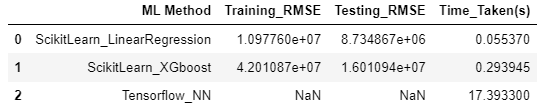 ML Method Training_RMSE Testing_RMSE Time_Taken(s)
0 ScikitLearn_LinearRegression 1.097760e+07 8.734867e+06 0.055370
1 ScikitLearn_XGboost 4.201087e+07 1.601094e+07 0.293945
2 Tensorflow_NN NaN NaN 17.393300